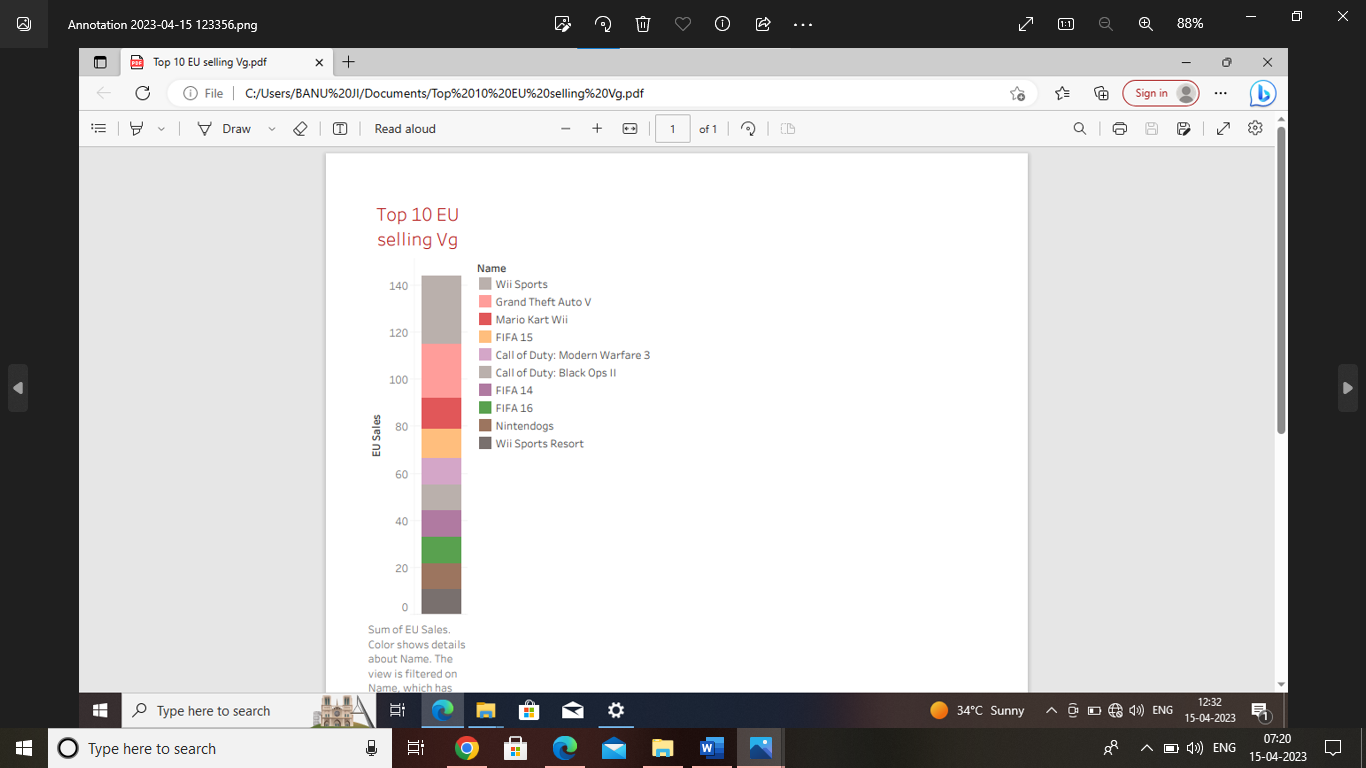 Annotation 2023-04-15 123356.png
88%
Top 10 EU selling Vg.pdf
File
C:/Users/BANU%20JI/Documents/Top%2010%20EU%20selling%20Vg.pdf
Sign in
Draw
Read aloud
1
of 1
Top 10 EU
selling Vg
Name
Wii Sports
Grand Theft Auto V
Mario Kart Wii
FIFA 15
Call of Duty: Modern Warfare 3
Call of Duty: Black Ops II
FIFA 14
FIFA 16
Nintendogs
Wii Sports Resort
140
120
100
80
60
40
20
0
EU Sales
Sum of EU Sales.
Color shows details
about Name. The
view is filtered on
Name, which has
Type here to search
34°C Sunny
ENG
12:32
15-04-2023
1
Type here to search
ENG
07:20
15-04-2023